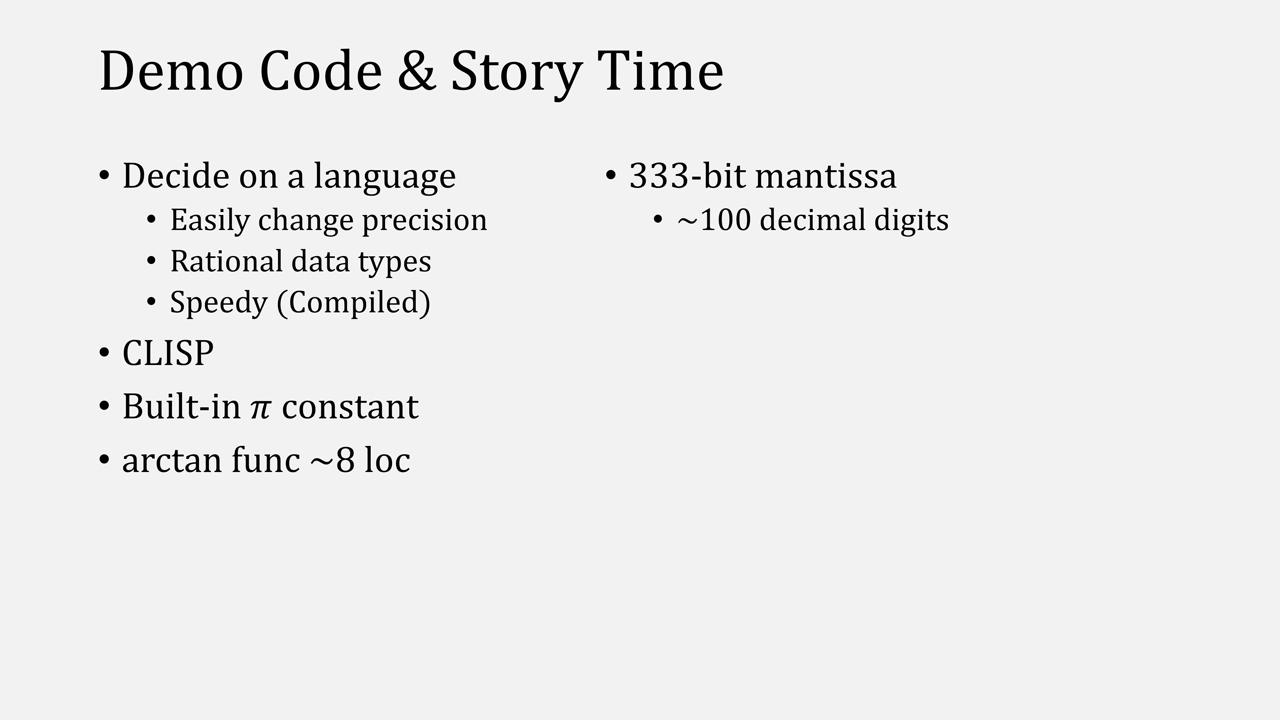 Demo Code & Story Time
• Decide on a language
• Easily change precision
• Rational data types
• Speedy (Compiled)
• CLISP
• Built-in π constant
• arctan func ~8 loc
• 333-bit mantissa
• ~100 decimal digits